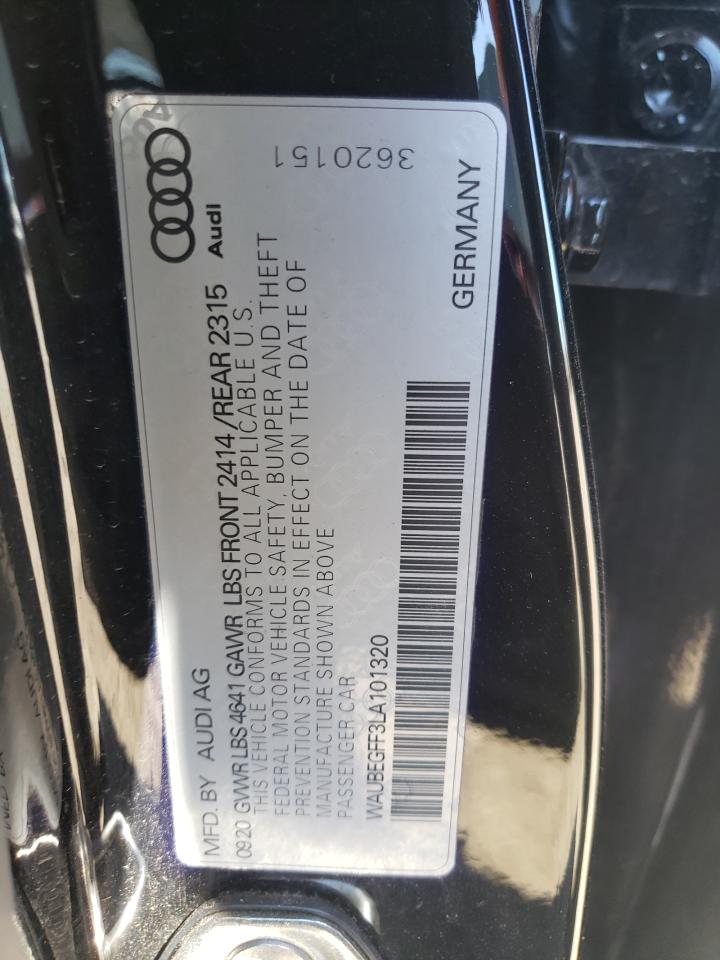 MFD. BY AUDI AG
0920 GWVR LBS 4641 GAWR LBS FRONT 2414 /REAR 2315
THIS VEHICLE CONFORMS TO ALL APPLICABLE U.S.
FEDERAL MOTOR VEHICLE SAFETY, BUMPER AND THEFT
PREVENTION STANDARDS IN EFFECT ON THE DATE OF
MANUFACTURE SHOWN ABOVE
PASSENGER CAR
WAUBEGFF3LA101320
Audi
3620151
GERMANY